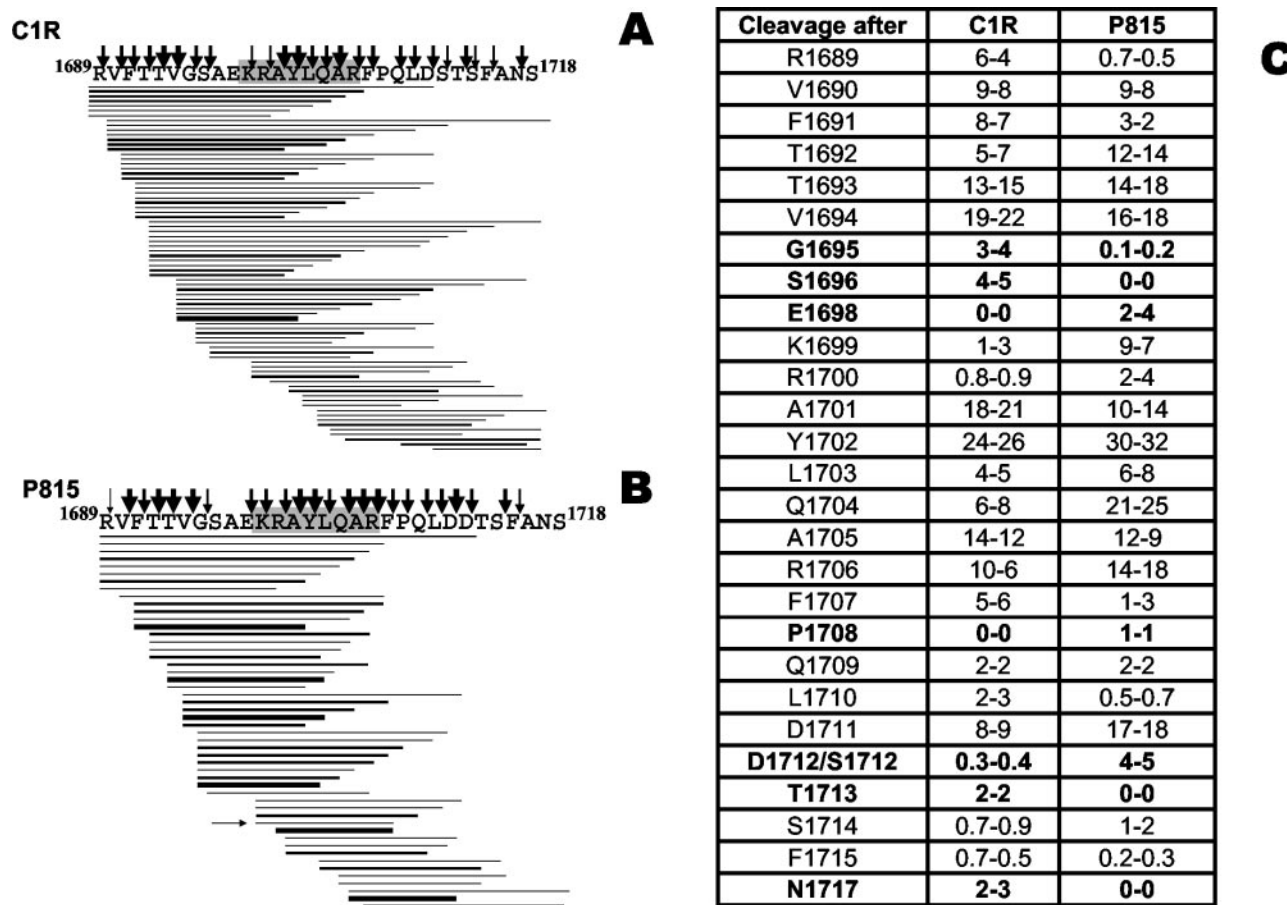 C1R
A
1689RVFTTVGSAEKRAYLQARFPQLDSTSFANS1718
P815
B
1689RVFTTVGSAEKRAYLQARFPQLDDTSFANS1718
Cleavage after C1R P815
R1689 6-4 0.7-0.5
V1690 9-8 9-8
F1691 8-7 3-2
T1692 5-7 12-14
T1693 13-15 14-18
V1694 19-22 16-18
G1695 3-4 0.1-0.2
S1696 4-5 0-0
E1698 0-0 2-4
K1699 1-3 9-7
R1700 0.8-0.9 2-4
A1701 18-21 10-14
Y1702 24-26 30-32
L1703 4-5 6-8
Q1704 6-8 21-25
A1705 14-12 12-9
R1706 10-6 14-18
F1707 5-6 1-3
P1708 0-0 1-1
Q1709 2-2 2-2
L1710 2-3 0.5-0.7
D1711 8-9 17-18
D1712/S1712 0.3-0.4 4-5
T1713 2-2 0-0
S1714 0.7-0.9 1-2
F1715 0.7-0.5 0.2-0.3
N1717 2-3 0-0
C